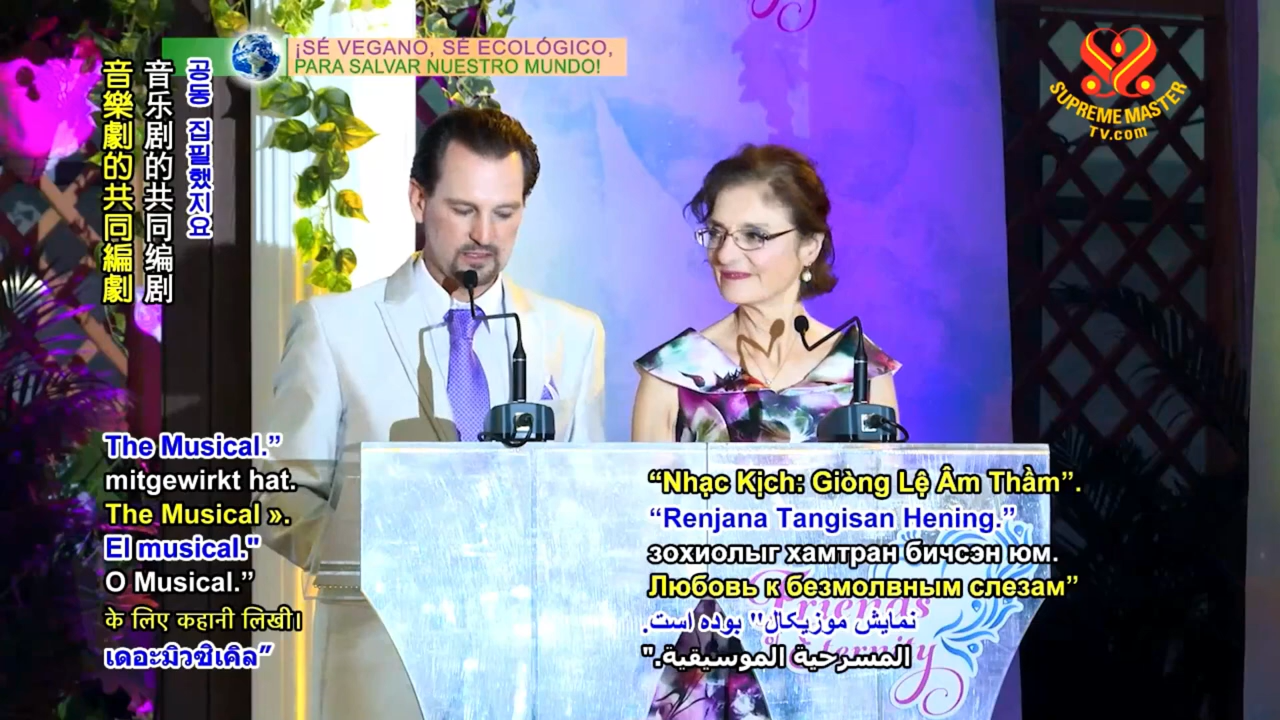 ¡SÉ VEGANO, SÉ ECOLÓGICO,
PARA SALVAR NUESTRO MUNDO!
SUPREME MASTER
TV.com
音樂劇的共同編劇
音乐剧的共同编剧
공동 집필했지요
The Musical.”
mitgewirkt hat.
The Musical ».
El musical."
O Musical.”
के लिए कहानी लिखी।
เดอะมิวซิเคิล”
“Nhạc Kịch: Giòng Lệ Âm Thầm”.
“Renjana Tangisan Hening.”
зохиолыг хамтран бичсэн юм.
Любовь к безмолвным слезам”
نمایش موزیکال" بوده است.
المسرحية الموسيقية."
Friends
of Eternity